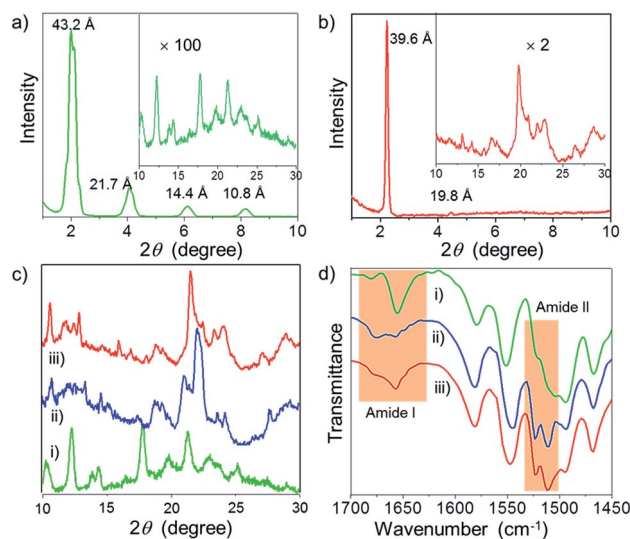 a)
43.2 Å
21.7 Å
14.4 Å
10.8 Å
× 100
10 15 20 25 30
Intensity
2 4 6 8 10
2θ (degree)
b)
39.6 Å
19.8 Å
× 2
10 15 20 25 30
Intensity
2 4 6 8 10
2θ (degree)
c)
iii)
ii)
i)
10 15 20 25 30
2θ (degree)
d)
i)
ii)
iii)
Amide II
Amide I
Transmittance
1700 1650 1600 1550 1500 1450
Wavenumber (cm⁻¹)